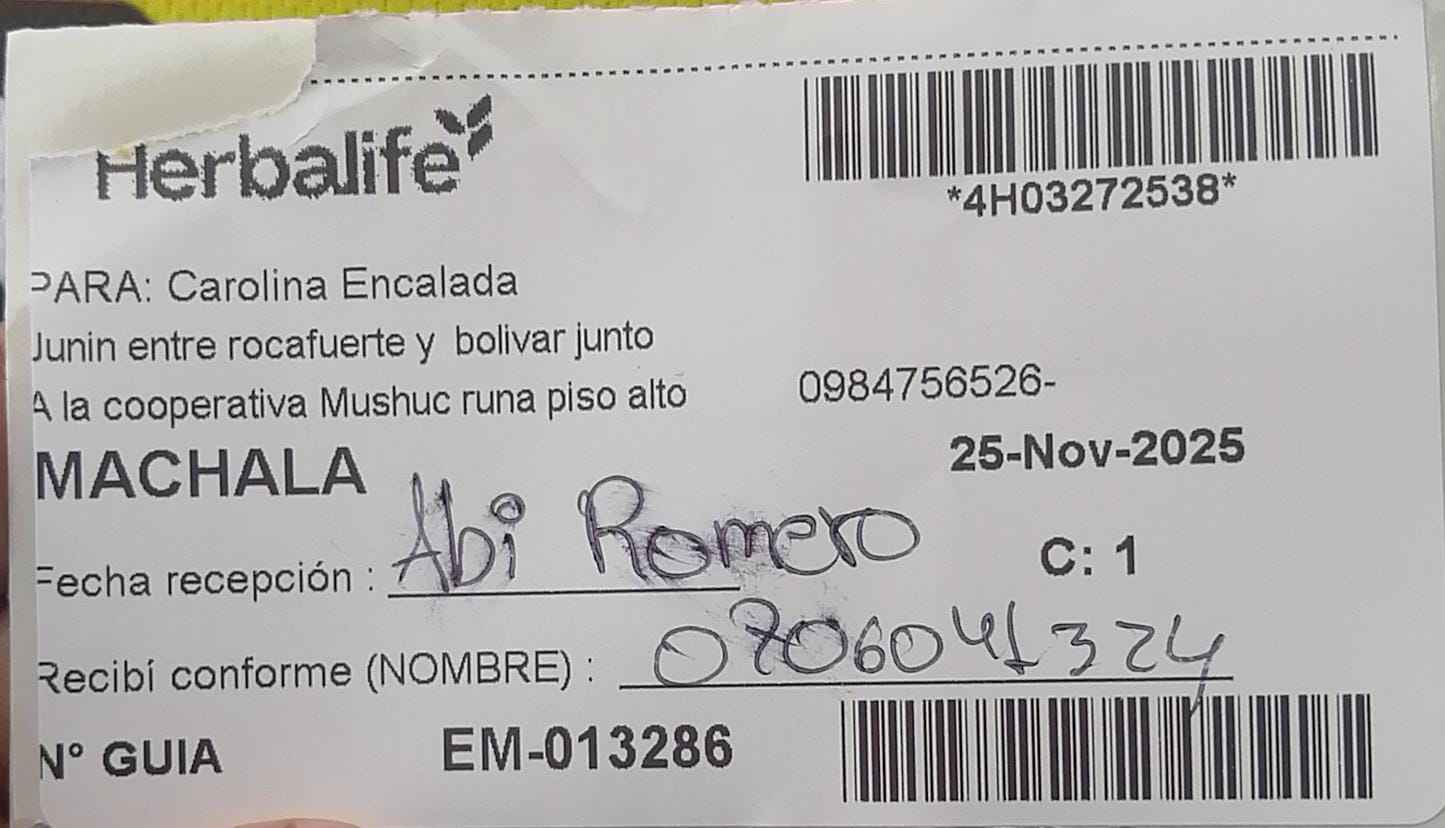 Herbalife
*4H03272538*
PARA: Carolina Encalada
Junin entre rocafuerte y bolivar junto
A la cooperativa Mushuc runa piso alto 0984756526-
MACHALA 25-Nov-2025
Fecha recepción : Abi Romero C: 1
Recibí conforme (NOMBRE) : 0706041324
Nº GUIA EM-013286